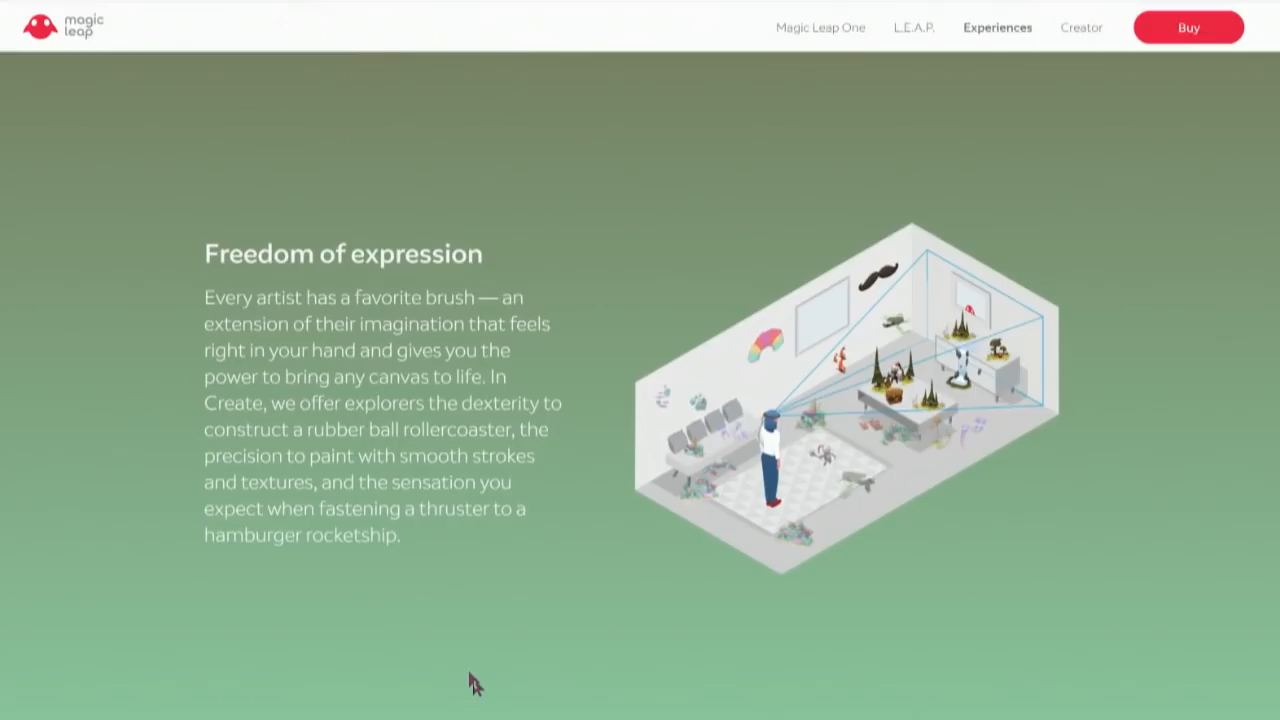 magic
leap
Magic Leap One
L.E.A.P.
Experiences
Creator
Buy
Freedom of expression
Every artist has a favorite brush — an
extension of their imagination that feels
right in your hand and gives you the
power to bring any canvas to life. In
Create, we offer explorers the dexterity to
construct a rubber ball rollercoaster, the
precision to paint with smooth strokes
and textures, and the sensation you
expect when fastening a thruster to a
hamburger rocketship.